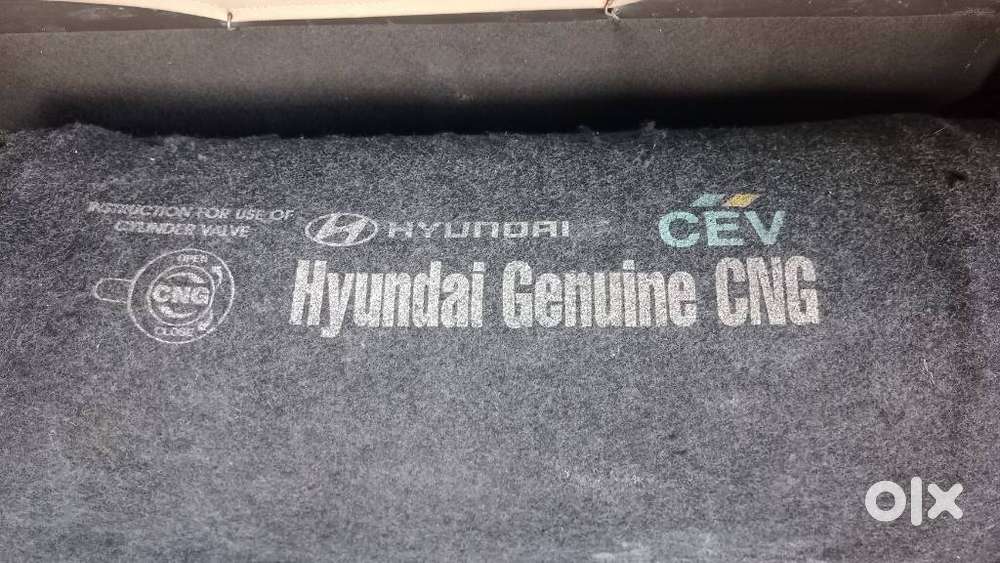 INSTRUCTION FOR USE OF
CYLINDER VALVE
OPEN
CNG
CLOSE
HYUNDAI
CEV
Hyundai Genuine CNG
olx